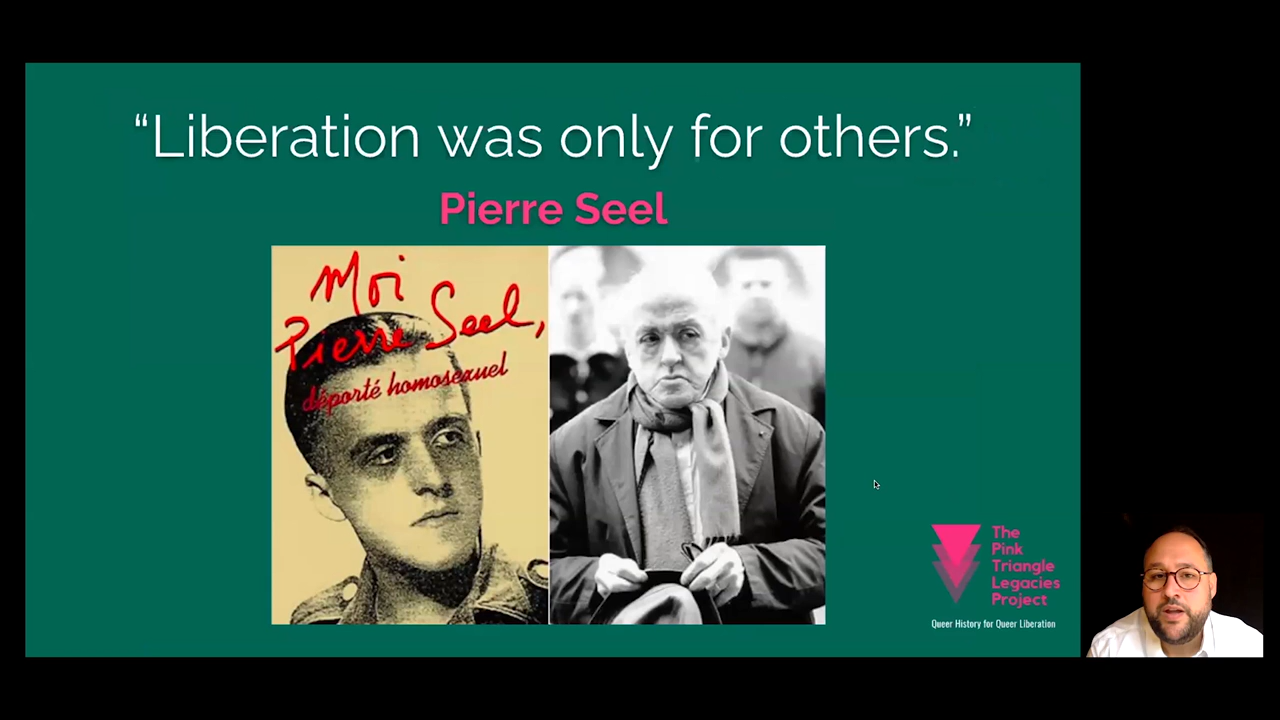 “Liberation was only for others.”
Pierre Seel
Moi
Pierre Seel,
déporté homosexuel
The
Pink
Triangle
Legacies
Project
Queer History for Queer Liberation